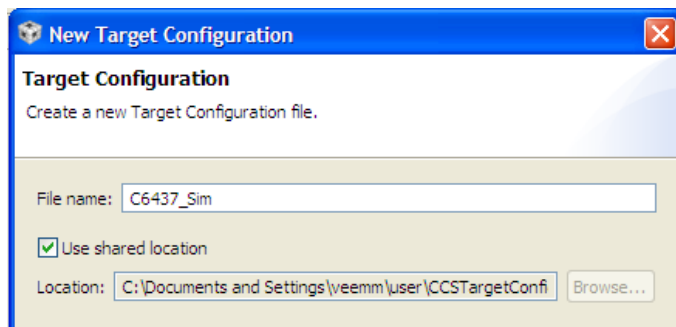 New Target Configuration
Target Configuration
Create a new Target Configuration file.
File name: C6437_Sim
Use shared location
Location: C:\Documents and Settings\veemm\user\CCSTargetConfi Browse...